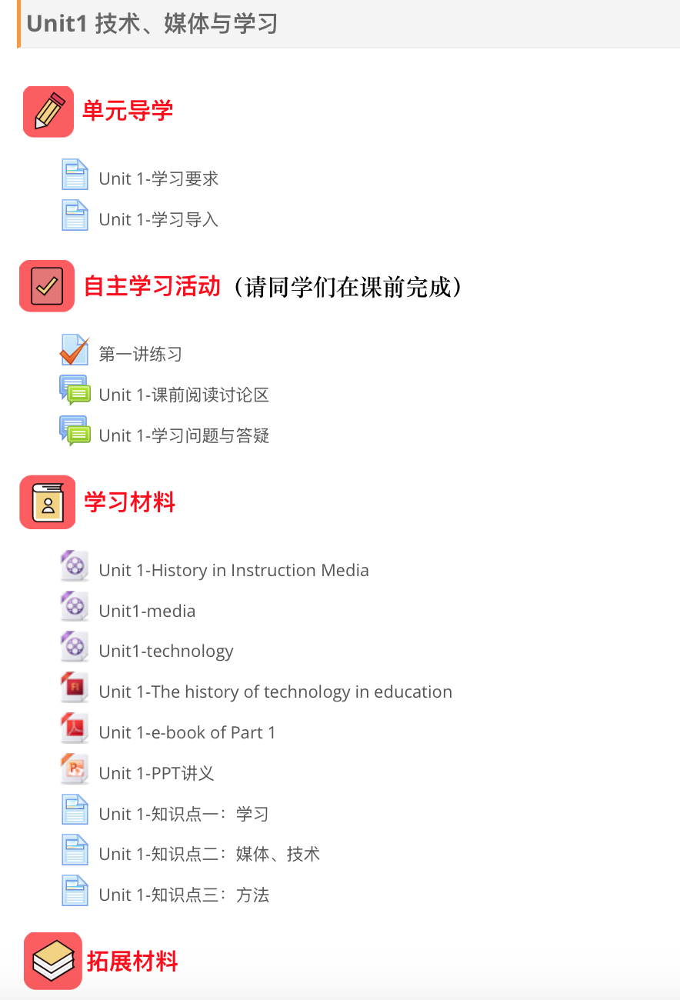 Unit1 技术、媒体与学习
单元导学
Unit 1-学习要求
Unit 1-学习导入
自主学习活动（请同学们在课前完成）
第一讲练习
Unit 1-课前阅读讨论区
Unit 1-学习问题与答疑
学习材料
Unit 1-History in Instruction Media
Unit1-media
Unit1-technology
Unit 1-The history of technology in education
Unit 1-e-book of Part 1
Unit 1-PPT讲义
Unit 1-知识点一：学习
Unit 1-知识点二：媒体、技术
Unit 1-知识点三：方法
拓展材料